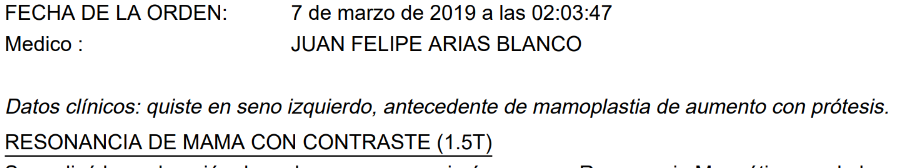 FECHA DE LA ORDEN: 7 de marzo de 2019 a las 02:03:47
Medico : JUAN FELIPE ARIAS BLANCO
Datos clínicos: quiste en seno izquierdo, antecedente de mamoplastia de aumento con prótesis.
RESONANCIA DE MAMA CON CONTRASTE (1.5T)